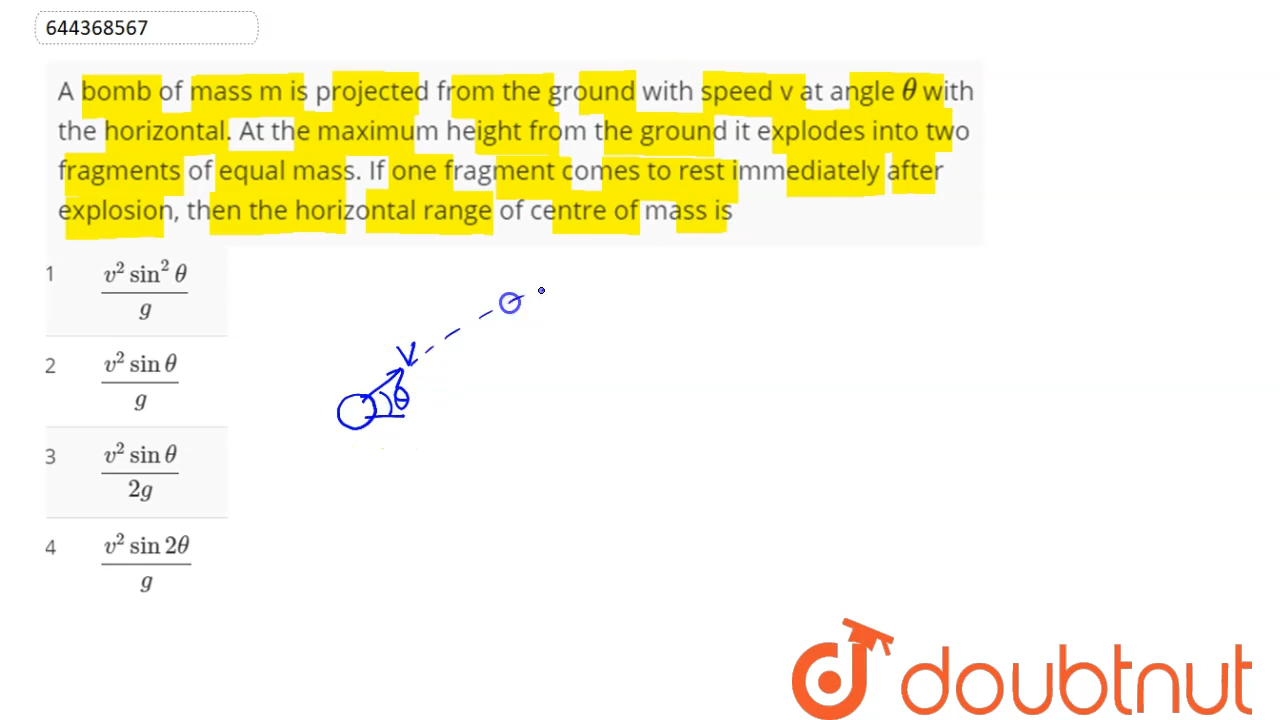 644368567
A bomb of mass m is projected from the ground with speed v at angle θ with
the horizontal. At the maximum height from the ground it explodes into two
fragments of equal mass. If one fragment comes to rest immediately after
explosion, then the horizontal range of centre of mass is
1 v² sin² θ / g
2 v² sin θ / g
3 v² sin θ / 2g
4 v² sin 2θ / g
V
θ
doubtnut